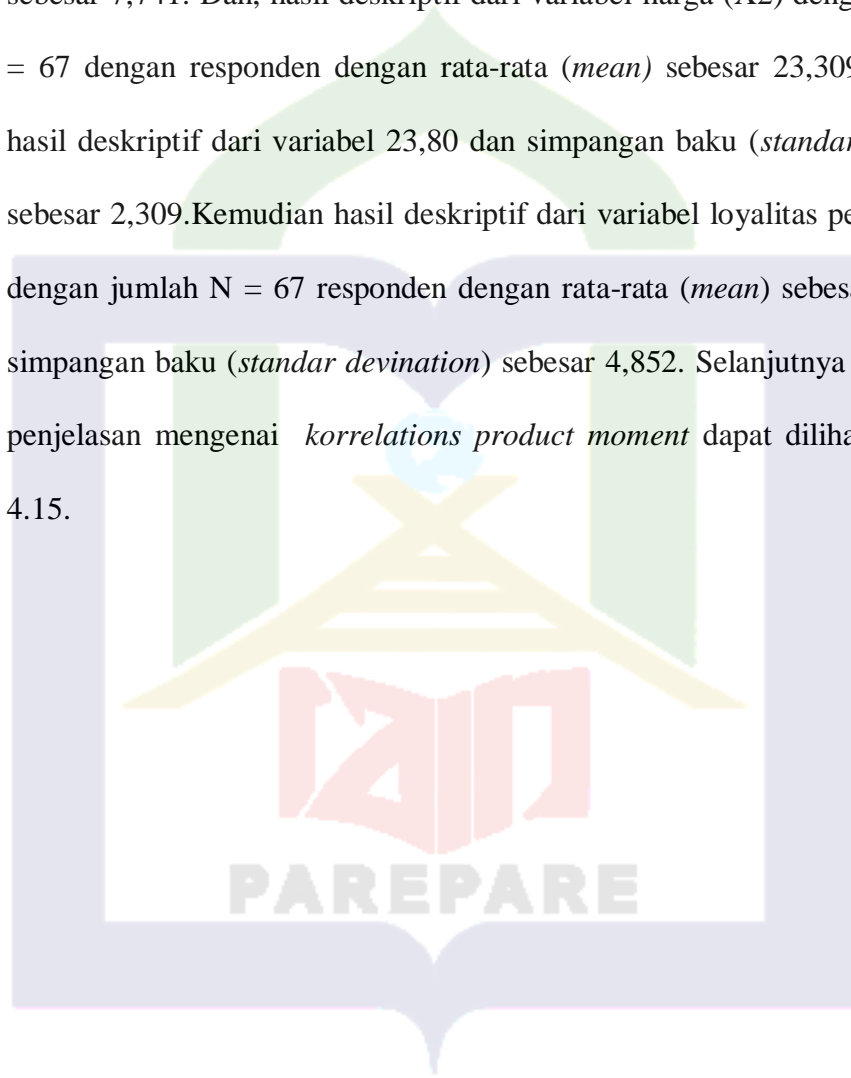 sebesar 7,741. Dan, hasil deskriptif dari variabel harga (X2)
= 67 dengan responden dengan rata-rata (mean) sebesar 23,309
hasil deskriptif dari variabel 23,80 dan simpangan baku (standar
sebesar 2,309.Kemudian hasil deskriptif dari variabel loyalitas pe
dengan jumlah N = 67 responden dengan rata-rata (mean) sebesa
simpangan baku (standar devination) sebesar 4,852. Selanjutnya
penjelasan mengenai korrelations product moment dapat diliha
4.15.
PAREPARE